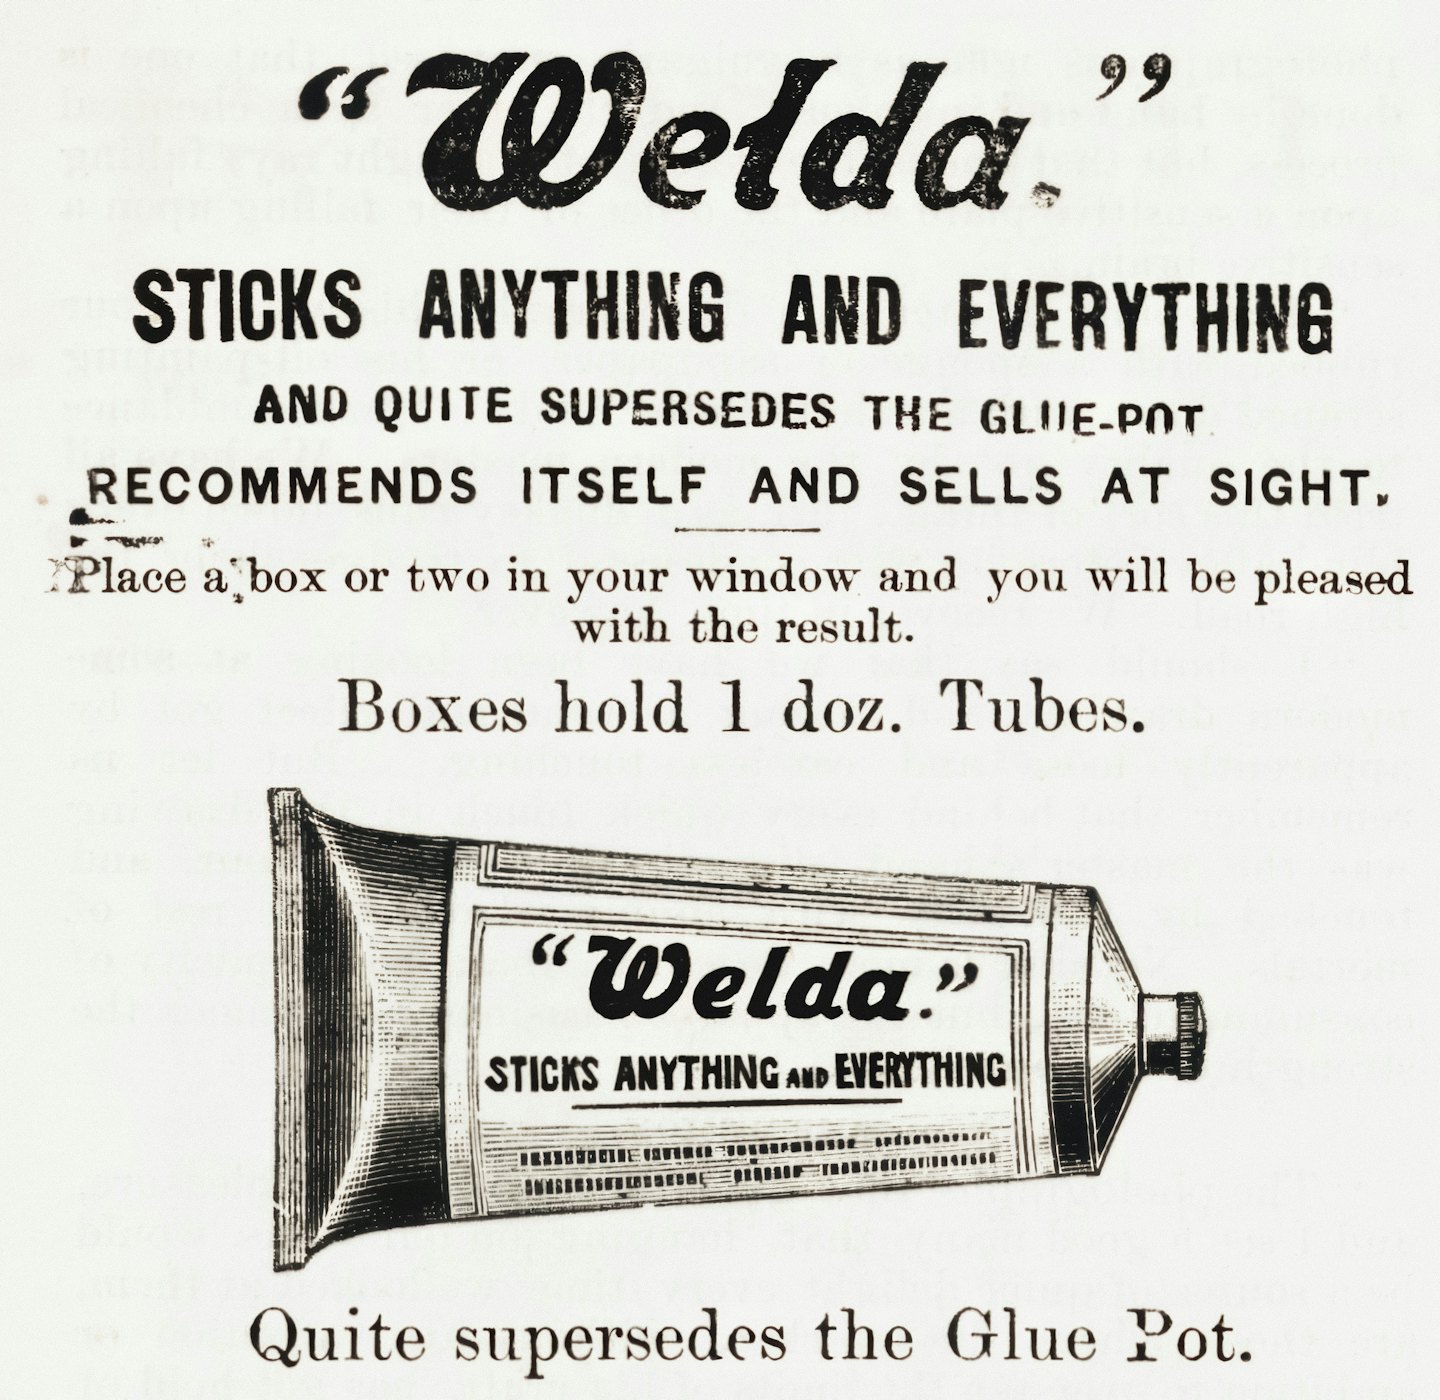 “Welda.”
STICKS ANYTHING AND EVERYTHING
AND QUITE SUPERSEDES THE GLUE-POT
RECOMMENDS ITSELF AND SELLS AT SIGHT.
Place a box or two in your window and you will be pleased
with the result.
Boxes hold 1 doz. Tubes.
“Welda.”
STICKS ANYTHING AND EVERYTHING
Quite supersedes the Glue Pot.